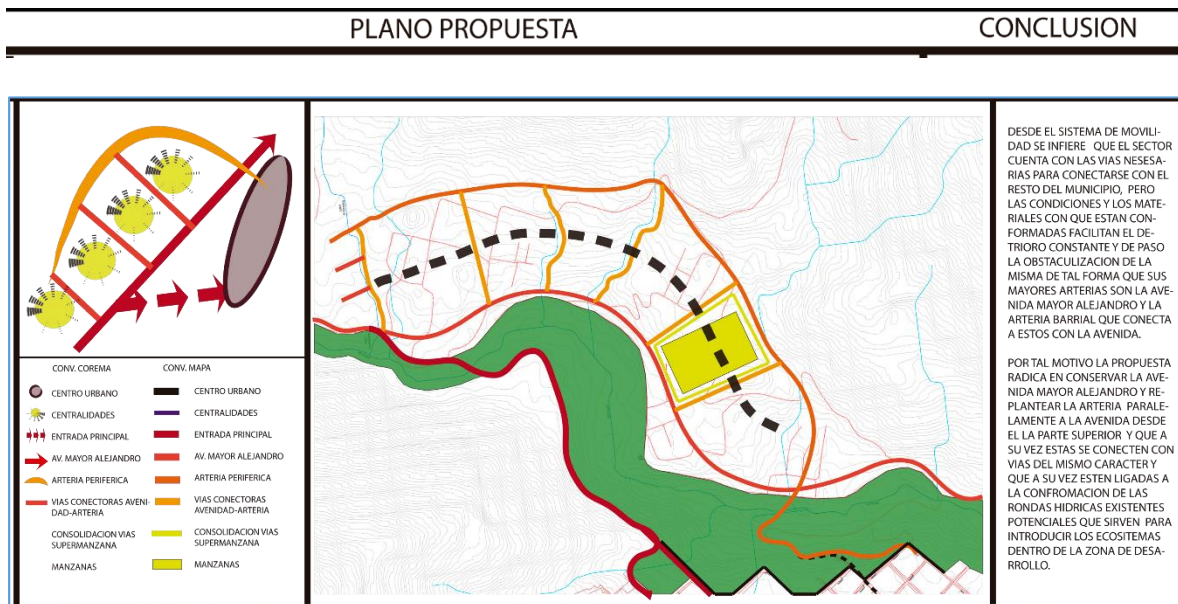 PLANO PROPUESTA
CONCLUSION
CONV. COREMA
CENTRO URBANO
CENTRALIDADES
ENTRADA PRINCIPAL
AV. MAYOR ALEJANDRO
ARTERIA PERIFERICA
VIAS CONECTORAS AVENI-
DAD-ARTERIA
CONSOLIDACION VIAS
SUPERMANZANA
MANZANAS
CONV. MAPA
CENTRO URBANO
CENTRALIDADES
ENTRADA PRINCIPAL
AV. MAYOR ALEJANDRO
ARTERIA PERIFERICA
VIAS CONECTORAS
AVENIDAD-ARTERIA
CONSOLIDACION VIAS
SUPERMANZANA
MANZANAS
DESDE EL SISTEMA DE MOVILI-
DAD SE INFIERE QUE EL SECTOR
CUENTA CON LAS VIAS NESESA-
RIAS PARA CONECTARSE CON EL
RESTO DEL MUNICIPIO, PERO
LAS CONDICIONES Y LOS MATE-
RIALES CON QUE ESTAN CON-
FORMADAS FACILITAN EL DE-
TRIORO CONSTANTE Y DE PASO
LA OBSTACULIZACION DE LA
MISMA DE TAL FORMA QUE SUS
MAYORES ARTERIAS SON LA AVE-
NIDA MAYOR ALEJANDRO Y LA
ARTERIA BARRIAL QUE CONECTA
A ESTOS CON LA AVENIDA.
POR TAL MOTIVO LA PROPUESTA
RADICA EN CONSERVAR LA AVE-
NIDA MAYOR ALEJANDRO Y RE-
PLANTEAR LA ARTERIA PARALE-
LAMENTE A LA AVENIDA DESDE
EL LA PARTE SUPERIOR Y QUE A
SU VEZ ESTAS SE CONECTEN CON
VIAS DEL MISMO CARACTER Y
QUE A SU VEZ ESTEN LIGADAS A
LA CONFROMACION DE LAS
RONDAS HIDRICAS EXISTENTES
POTENCIALES QUE SIRVEN PARA
INTRODUCIR LOS ECOSITEMAS
DENTRO DE LA ZONA DE DESA-
RROLLO.